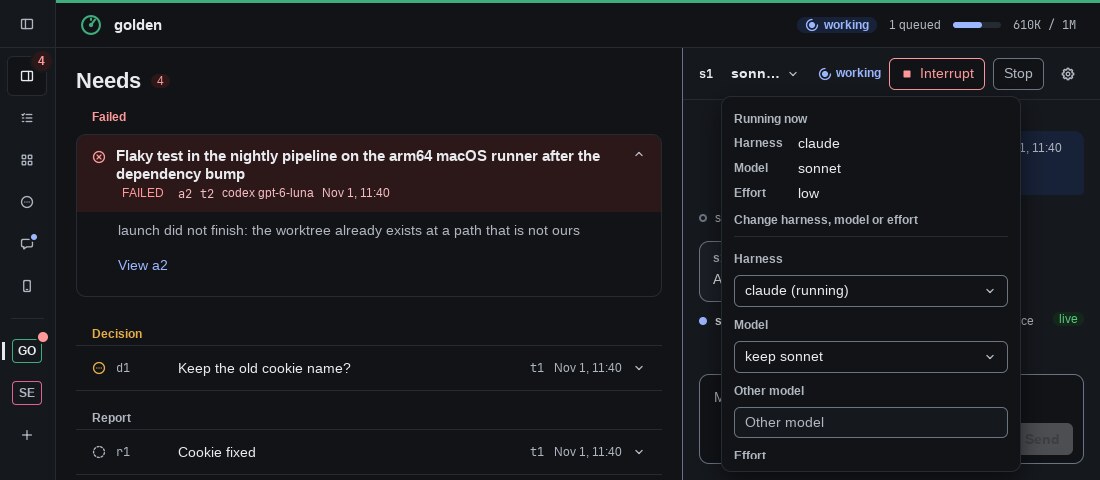 golden
working
1 queued
610K / 1M
4
GO
SE
Needs
4
Failed
Flaky test in the nightly pipeline on the arm64 macOS runner after the
dependency bump
FAILED a2 t2 codex gpt-6-luna Nov 1, 11:40
launch did not finish: the worktree already exists at a path that is not ours
View a2
Decision
d1 Keep the old cookie name? t1 Nov 1, 11:40
Report
r1 Cookie fixed t1 Nov 1, 11:40
s1 sonn... working Interrupt Stop
Running now
Harness claude
Model sonnet
Effort low
Change harness, model or effort
Harness
claude (running)
Model
keep sonnet
Other model
Other model
Effort
1, 11:40
live
Send